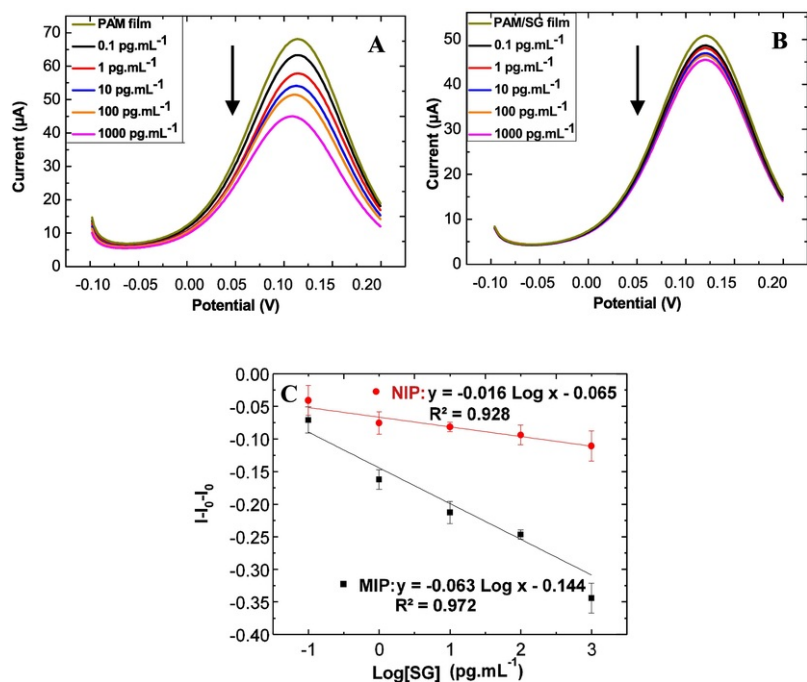 A
PAM film
0.1 pg.mL⁻¹
1 pg.mL⁻¹
10 pg.mL⁻¹
100 pg.mL⁻¹
1000 pg.mL⁻¹
Current (µA)
70
60
50
40
30
20
10
0
-0.10 -0.05 0.00 0.05 0.10 0.15 0.20
Potential (V)
B
PAM/SG film
0.1 pg.mL⁻¹
1 pg.mL⁻¹
10 pg.mL⁻¹
100 pg.mL⁻¹
1000 pg.mL⁻¹
Current (µA)
50
40
30
20
10
0
-0.10 -0.05 0.00 0.05 0.10 0.15 0.20
Potential (V)
C
NIP: y = -0.016 Log x - 0.065
R² = 0.928
MIP: y = -0.063 Log x - 0.144
R² = 0.972
I-I₀-I₀
0.00
-0.05
-0.10
-0.15
-0.20
-0.25
-0.30
-0.35
-0.40
-1 0 1 2 3
Log[SG] (pg.mL⁻¹)